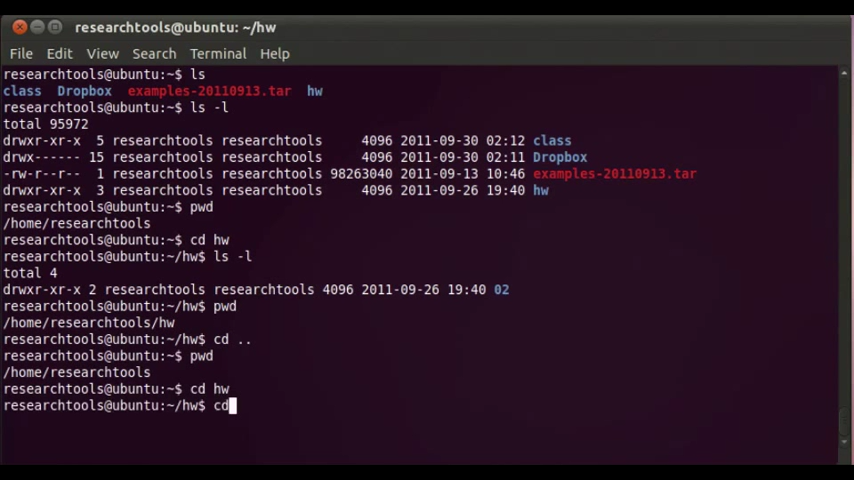 researchtools@ubuntu: ~/hw
File Edit View Search Terminal Help
researchtools@ubuntu:~$ ls
class  Dropbox  examples-20110913.tar  hw
researchtools@ubuntu:~$ ls -l
total 95972
drwxr-xr-x  5 researchtools researchtools     4096 2011-09-30 02:12 class
drwx------ 15 researchtools researchtools     4096 2011-09-30 02:11 Dropbox
-rw-r--r--  1 researchtools researchtools 98263040 2011-09-13 10:46 examples-20110913.tar
drwxr-xr-x  3 researchtools researchtools     4096 2011-09-26 19:40 hw
researchtools@ubuntu:~$ pwd
/home/researchtools
researchtools@ubuntu:~$ cd hw
researchtools@ubuntu:~/hw$ ls -l
total 4
drwxr-xr-x 2 researchtools researchtools 4096 2011-09-26 19:40 02
researchtools@ubuntu:~/hw$ pwd
/home/researchtools/hw
researchtools@ubuntu:~/hw$ cd ..
researchtools@ubuntu:~$ pwd
/home/researchtools
researchtools@ubuntu:~$ cd hw
researchtools@ubuntu:~/hw$ cd